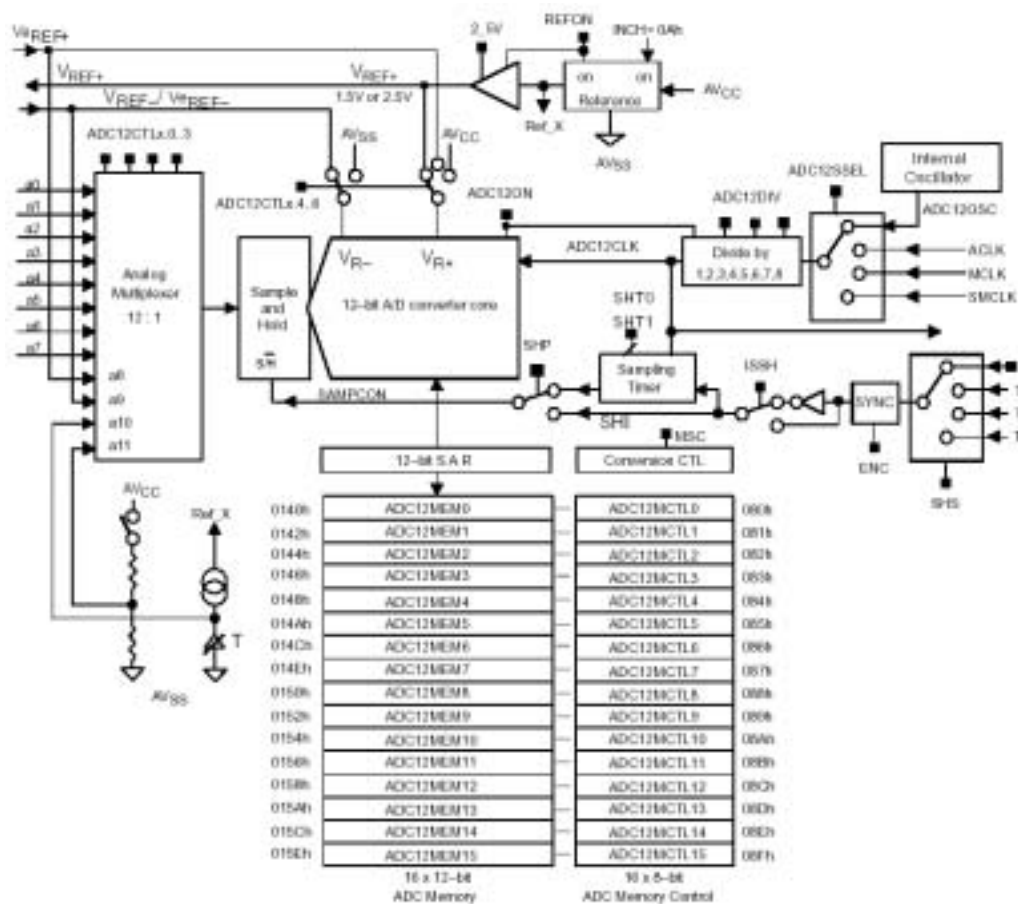 VeREF+
REFON
INCH= 0Ah
2_5V
VREF+
VREF+
on
on
1.5V or 2.5V
Reference
AVCC
VREF–/ VeREF–
Ref_X
AVSS
ADC12CTLx.0..3
AVSS
AVCC
Internal
Oscillator
ADC12SSEL
ADC12CTLx.4..6
ADC12ON
ADC12DIV
ADC12OSC
a0
a1
a2
a3
a4
a5
a6
a7
a8
a9
a10
a11
Analog
Multiplexer
12 : 1
Sample
and
Hold
S/H
VR–
VR+
12–bit A/D converter core
ADC12CLK
Divide by
1,2,3,4,5,6,7,8
ACLK
MCLK
SMCLK
SHT0
SHT1
SHP
Sampling
Timer
ISSH
SYNC
T
T
T
SAMPCON
SHI
MSC
ENC
SHS
12–bit S A R
Conversion CTL
AVCC
Ref_X
T
AVSS
0140h ADC12MEM0 ADC12MCTL0 080h
0142h ADC12MEM1 ADC12MCTL1 081h
0144h ADC12MEM2 ADC12MCTL2 082h
0146h ADC12MEM3 ADC12MCTL3 083h
0148h ADC12MEM4 ADC12MCTL4 084h
014Ah ADC12MEM5 ADC12MCTL5 085h
014Ch ADC12MEM6 ADC12MCTL6 086h
014Eh ADC12MEM7 ADC12MCTL7 087h
0150h ADC12MEM8 ADC12MCTL8 088h
0152h ADC12MEM9 ADC12MCTL9 089h
0154h ADC12MEM10 ADC12MCTL10 08Ah
0156h ADC12MEM11 ADC12MCTL11 08Bh
0158h ADC12MEM12 ADC12MCTL12 08Ch
015Ah ADC12MEM13 ADC12MCTL13 08Dh
015Ch ADC12MEM14 ADC12MCTL14 08Eh
015Eh ADC12MEM15 ADC12MCTL15 08Fh
16 x 12–bit
ADC Memory
16 x 8–bit
ADC Memory Control